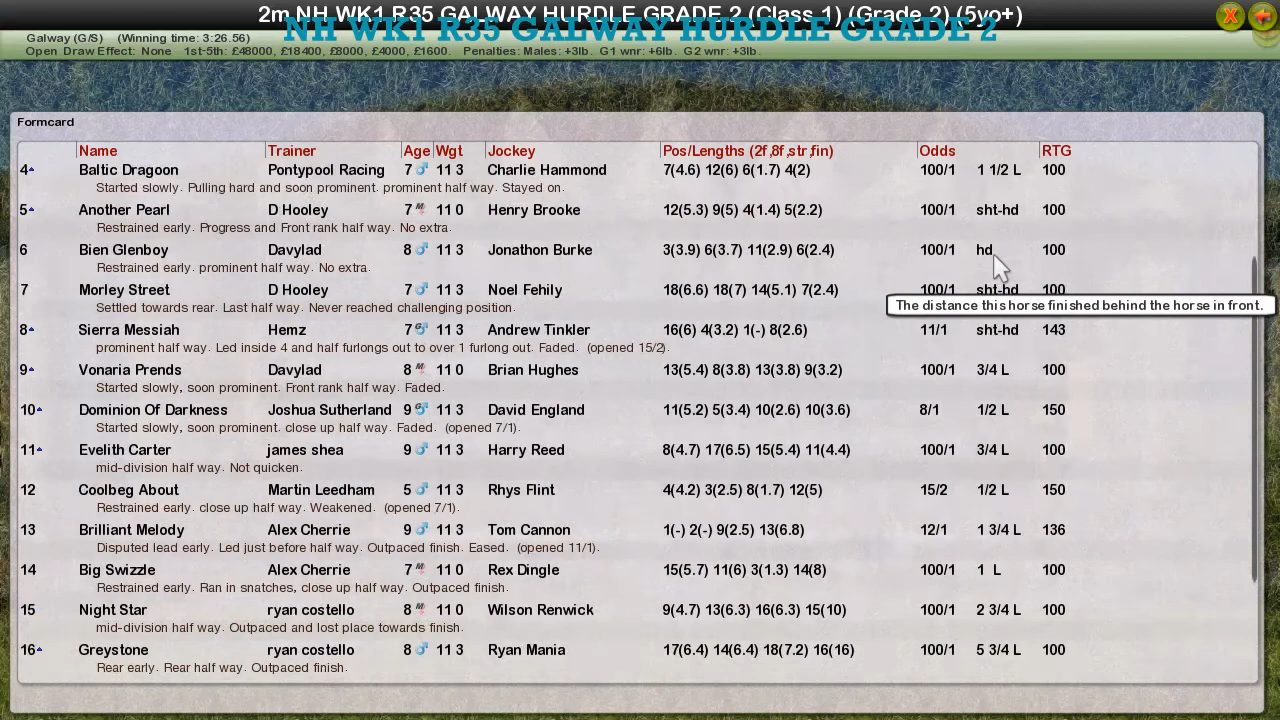 2m NH WK1 R35 GALWAY HURDLE GRADE 2 (Class 1) (Grade 2) (5yo+)
NH WK1 R35 GALWAY HURDLE GRADE 2
Galway (G/S) (Winning time: 3:26.56)
Open Draw Effect: None 1st-5th: £48000, £18400, £8000, £4000, £1600. Penalties: Males: +3lb. G1 wnr: +6lb. G2 wnr: +3lb.
Formcard
Name Trainer Age Wgt Jockey Pos/Lengths (2f,8f,str,fin) Odds RTG
4 Baltic Dragoon Pontypool Racing 7 11 3 Charlie Hammond 7(4.6) 12(6) 6(1.7) 4(2) 100/1 1 1/2 L 100
Started slowly. Pulling hard and soon prominent. prominent half way. Stayed on.
5 Another Pearl D Hooley 7 11 0 Henry Brooke 12(5.3) 9(5) 4(1.4) 5(2.2) 100/1 sht-hd 100
Restrained early. Progress and Front rank half way. No extra.
6 Bien Glenboy Davylad 8 11 3 Jonathon Burke 3(3.9) 6(3.7) 11(2.9) 6(2.4) 100/1 hd 100
Restrained early. prominent half way. No extra.
7 Morley Street D Hooley 7 11 3 Noel Fehily 18(6.6) 18(7) 14(5.1) 7(2.4) 100/1 sht-hd 100
Settled towards rear. Last half way. Never reached challenging position.
The distance this horse finished behind the horse in front.
8 Sierra Messiah Hemz 7 11 3 Andrew Tinkler 16(6) 4(3.2) 1(-) 8(2.6) 11/1 sht-hd 143
prominent half way. Led inside 4 and half furlongs out to over 1 furlong out. Faded. (opened 15/2).
9 Vonaria Prends Davylad 8 11 0 Brian Hughes 13(5.4) 8(3.8) 13(3.8) 9(3.2) 100/1 3/4 L 100
Started slowly, soon prominent. Front rank half way. Faded.
10 Dominion Of Darkness Joshua Sutherland 9 11 3 David England 11(5.2) 5(3.4) 10(2.6) 10(3.6) 8/1 1/2 L 150
Started slowly, soon prominent. close up half way. Faded. (opened 7/1).
11 Evelith Carter james shea 9 11 3 Harry Reed 8(4.7) 17(6.5) 15(5.4) 11(4.4) 100/1 3/4 L 100
mid-division half way. Not quicken.
12 Coolbeg About Martin Leedham 5 11 3 Rhys Flint 4(4.2) 3(2.5) 8(1.7) 12(5) 15/2 1/2 L 150
Restrained early. close up half way. Weakened. (opened 7/1).
13 Brilliant Melody Alex Cherrie 9 11 3 Tom Cannon 1(-) 2(-) 9(2.5) 13(6.8) 12/1 1 3/4 L 136
Disputed lead early. Led just before half way. Outpaced finish. Eased. (opened 11/1).
14 Big Swizzle Alex Cherrie 7 11 0 Rex Dingle 15(5.7) 11(6) 3(1.3) 14(8) 100/1 1 L 100
Restrained early. Ran in snatches, close up half way. Outpaced finish.
15 Night Star ryan costello 8 11 0 Wilson Renwick 9(4.7) 13(6.3) 16(6.3) 15(10) 100/1 2 3/4 L 100
mid-division half way. Outpaced and lost place towards finish.
16 Greystone ryan costello 8 11 3 Ryan Mania 17(6.4) 14(6.4) 18(7.2) 16(16) 100/1 5 3/4 L 100
Rear early. Rear half way. Outpaced finish.